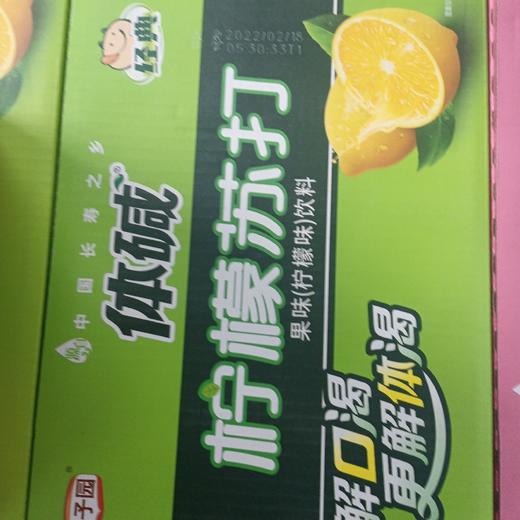 经典
2022/02/18
05:30:33T1
中国长寿之乡
体碱®
柠檬苏打
果味(柠檬味)饮料
解口渴
更解体渴
子园®